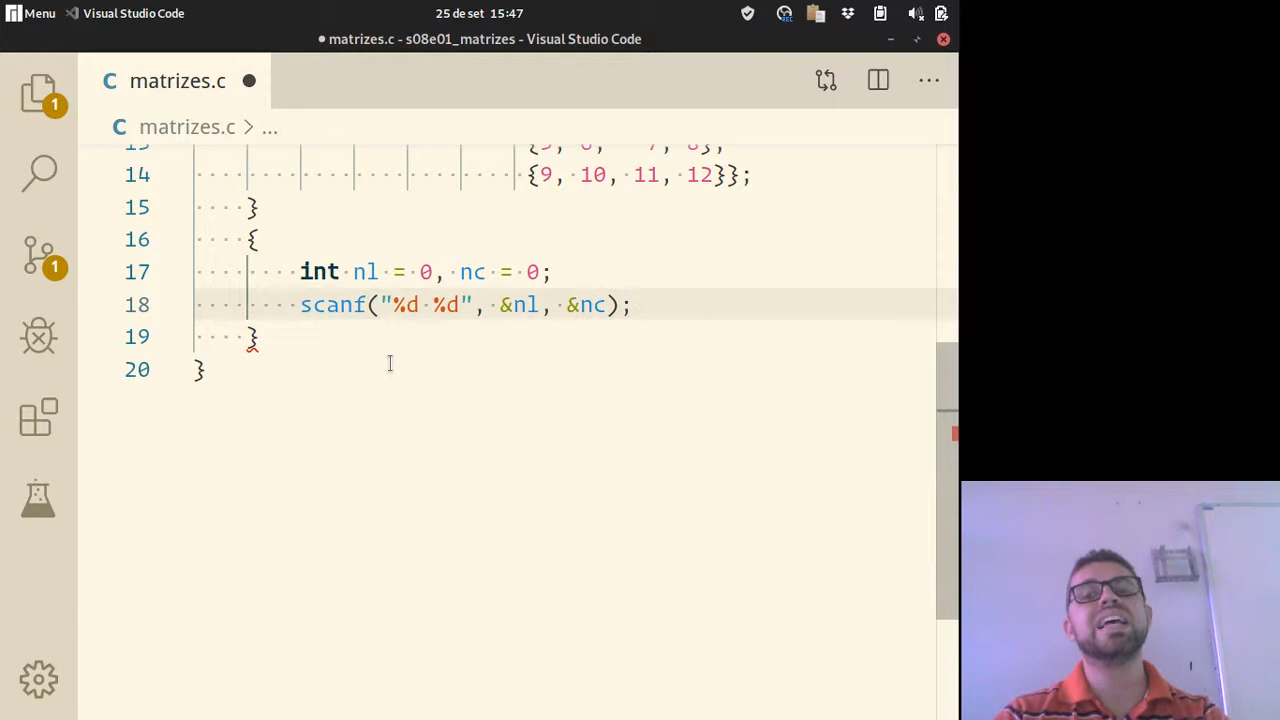 Menu Visual Studio Code 25 de set 15:47
● matrizes.c - s08e01_matrizes - Visual Studio Code
C matrizes.c ●
C matrizes.c > ...
1
1
14 {9, 10, 11, 12}};
15 }
16 {
17 int nl = 0, nc = 0;
18 scanf("%d %d", &nl, &nc);
19 }
20 }